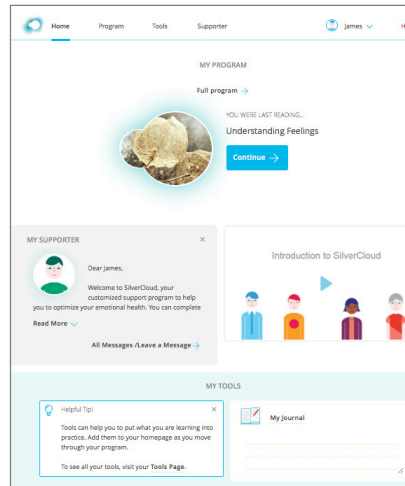 Home Program Tools Supporter James H
MY PROGRAM
Full program →
YOU WERE LAST READING...
Understanding Feelings
Continue →
MY SUPPORTER ×
Dear James,
Welcome to SilverCloud, your
customized support program to help
you to optimize your emotional health. You can complete
Read More
All Messages /Leave a Message →
Introduction to SilverCloud
MY TOOLS
Helpful Tip! ×
Tools can help you to put what you are learning into
practice. Add them to your homepage as you move
through your program.
To see all your tools, visit your Tools Page.
My Journal